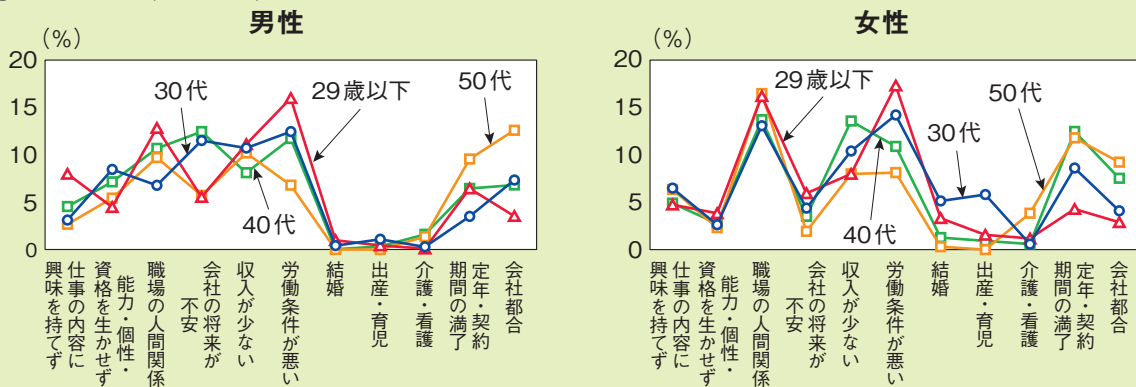 男性
(%)
20
15
10
5
0
30代
29歳以下
50代
40代
仕事の内容に
興味を持てず
能力・個性・
資格を生かせず
職場の人間関係
会社の将来が
不安
収入が少ない
労働条件が悪い
結婚
出産・育児
介護・看護
定年・契約
期間の満了
会社都合
女性
(%)
20
15
10
5
0
29歳以下
50代
30代
40代
仕事の内容に
興味を持てず
能力・個性・
資格を生かせず
職場の人間関係
会社の将来が
不安
収入が少ない
労働条件が悪い
結婚
出産・育児
介護・看護
定年・契約
期間の満了
会社都合